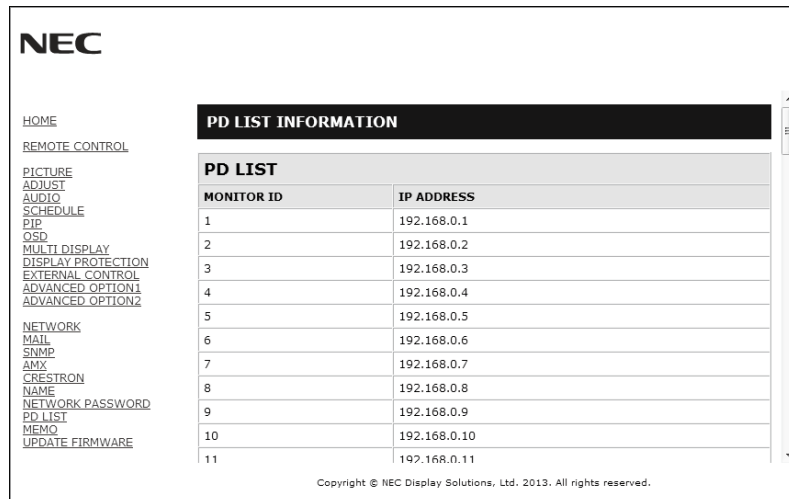 NEC
HOME
REMOTE CONTROL
PICTURE
ADJUST
AUDIO
SCHEDULE
PIP
OSD
MULTI DISPLAY
DISPLAY PROTECTION
EXTERNAL CONTROL
ADVANCED OPTION1
ADVANCED OPTION2
NETWORK
MAIL
SNMP
AMX
CRESTRON
NAME
NETWORK PASSWORD
PD LIST
MEMO
UPDATE FIRMWARE
PD LIST INFORMATION
PD LIST
MONITOR ID IP ADDRESS
1 192.168.0.1
2 192.168.0.2
3 192.168.0.3
4 192.168.0.4
5 192.168.0.5
6 192.168.0.6
7 192.168.0.7
8 192.168.0.8
9 192.168.0.9
10 192.168.0.10
11 192.168.0.11
Copyright © NEC Display Solutions, Ltd. 2013. All rights reserved.